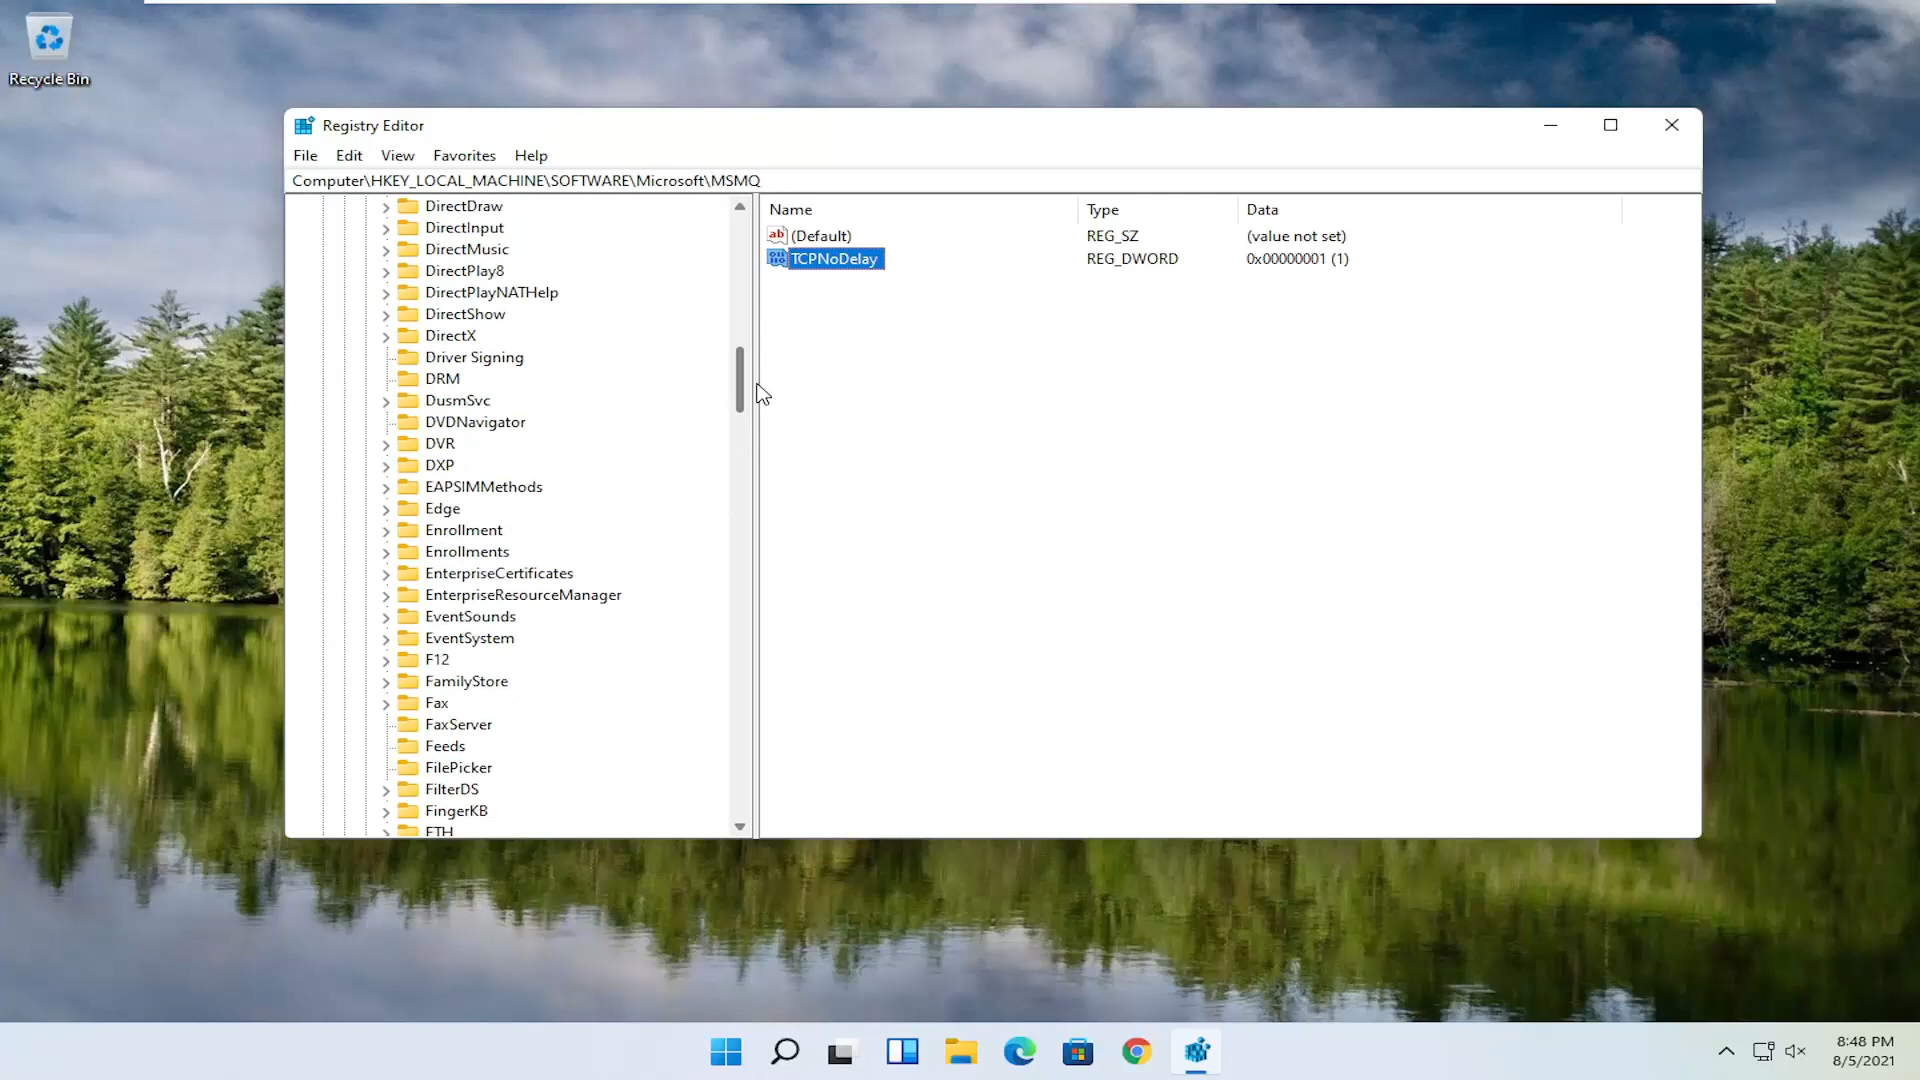 Recycle Bin
Registry Editor
File Edit View Favorites Help
Computer\HKEY_LOCAL_MACHINE\SOFTWARE\Microsoft\MSMQ
DirectDraw
DirectInput
DirectMusic
DirectPlay8
DirectPlayNATHelp
DirectShow
DirectX
Driver Signing
DRM
DusmSvc
DVDNavigator
DVR
DXP
EAPSIMMethods
Edge
Enrollment
Enrollments
EnterpriseCertificates
EnterpriseResourceManager
EventSounds
EventSystem
F12
FamilyStore
Fax
FaxServer
Feeds
FilePicker
FilterDS
FingerKB
FTH
Name Type Data
(Default) REG_SZ (value not set)
TCPNoDelay REG_DWORD 0x00000001 (1)
8:48 PM
8/5/2021